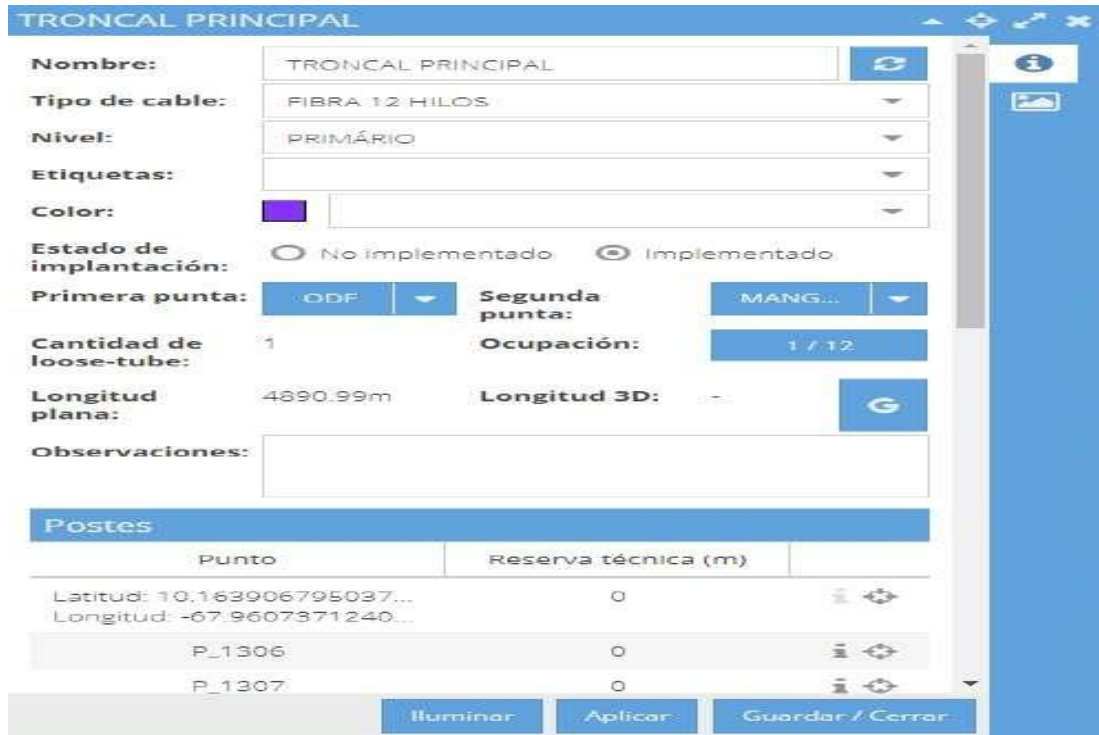 TRONCAL PRINCIPAL
Nombre: TRONCAL PRINCIPAL
Tipo de cable: FIBRA 12 HILOS
Nivel: PRIMÁRIO
Etiquetas:
Color:
Estado de implantación: No implementado Implementado
Primera punta: ODF Segunda punta: MANG...
Cantidad de loose-tube: 1 Ocupación: 1 / 12
Longitud plana: 4890.99m Longitud 3D: - G
Observaciones:
Postes
Punto Reserva técnica (m)
Latitud: 10.163906795037... 0
Longitud: -67.9607371240...
P_1306 0
P_1307 0
Iluminar Aplicar Guardar / Cerrar